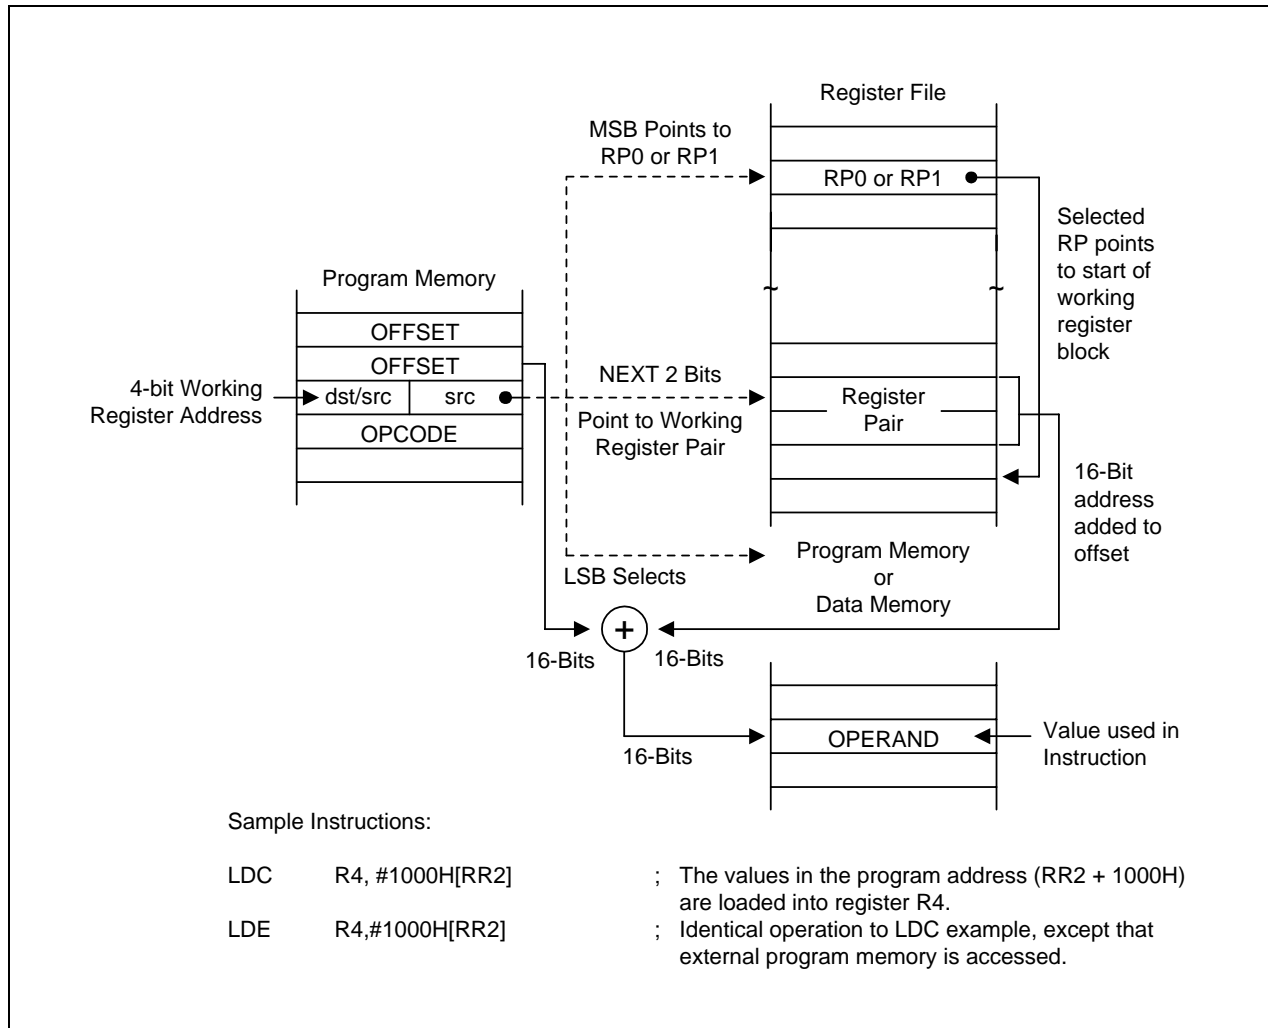 Register File
MSB Points to
RP0 or RP1
RP0 or RP1
Selected
RP points
to start of
working
register
block
Program Memory
OFFSET
OFFSET
4-bit Working
Register Address
dst/src
src
OPCODE
NEXT 2 Bits
Point to Working
Register Pair
Register
Pair
16-Bit
address
added to
offset
LSB Selects
Program Memory
or
Data Memory
+
16-Bits
16-Bits
16-Bits
OPERAND
Value used in
Instruction
~
~
Sample Instructions:
LDC R4, #1000H[RR2] ; The values in the program address (RR2 + 1000H)
are loaded into register R4.
LDE R4,#1000H[RR2] ; Identical operation to LDC example, except that
external program memory is accessed.